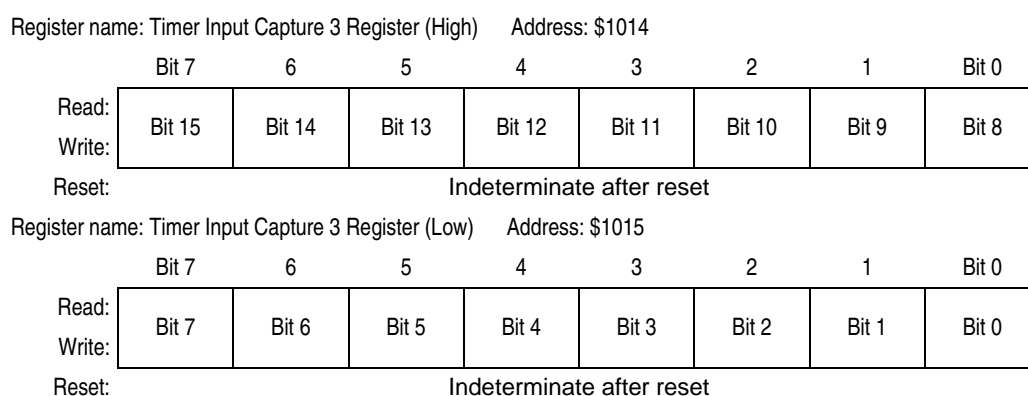 Register name: Timer Input Capture 3 Register (High) Address: $1014
Bit 7 6 5 4 3 2 1 Bit 0
Read:
Bit 15 Bit 14 Bit 13 Bit 12 Bit 11 Bit 10 Bit 9 Bit 8
Write:
Reset: Indeterminate after reset
Register name: Timer Input Capture 3 Register (Low) Address: $1015
Bit 7 6 5 4 3 2 1 Bit 0
Read:
Bit 7 Bit 6 Bit 5 Bit 4 Bit 3 Bit 2 Bit 1 Bit 0
Write:
Reset: Indeterminate after reset